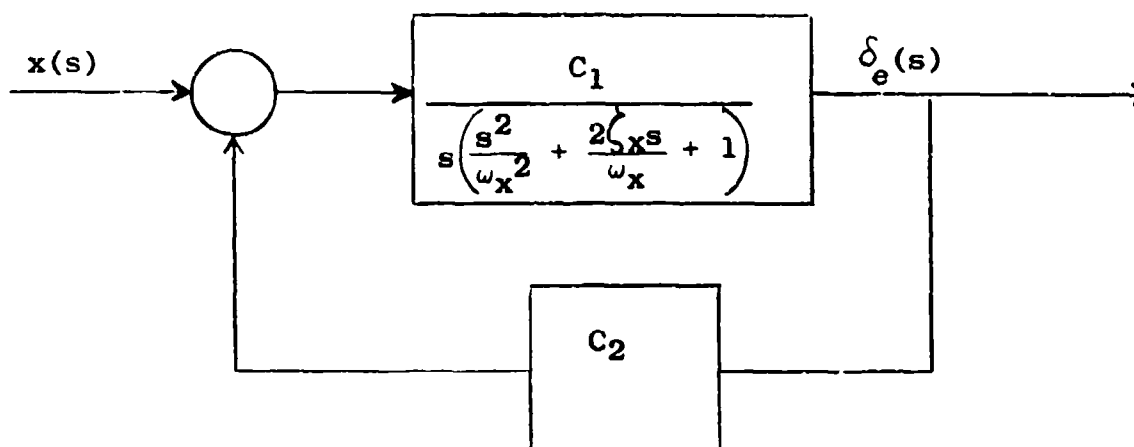 x(s)
C₁
δₑ(s)
s(s²/ωₓ² + 2ζₓs/ωₓ + 1)
C₂